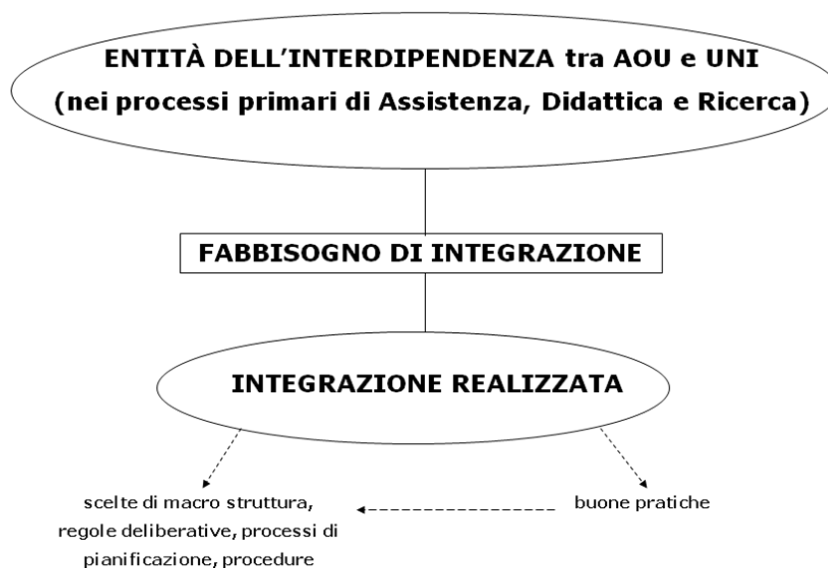 ENTITÀ DELL’INTERDIPENDENZA tra AOU e UNI
(nei processi primari di Assistenza, Didattica e Ricerca)
FABBISOGNO DI INTEGRAZIONE
INTEGRAZIONE REALIZZATA
scelte di macro struttura,
regole deliberative, processi di
pianificazione, procedure
buone pratiche